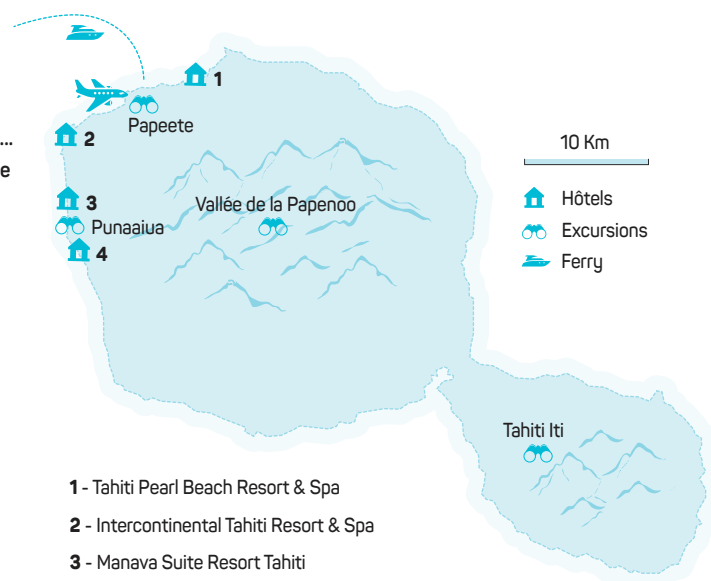 1
Papeete
...
2
e
3
Vallée de la Papenoo
Punaaiua
4
10 Km
Hôtels
Excursions
Ferry
Tahiti Iti
1 - Tahiti Pearl Beach Resort & Spa
2 - Intercontinental Tahiti Resort & Spa
3 - Manava Suite Resort Tahiti